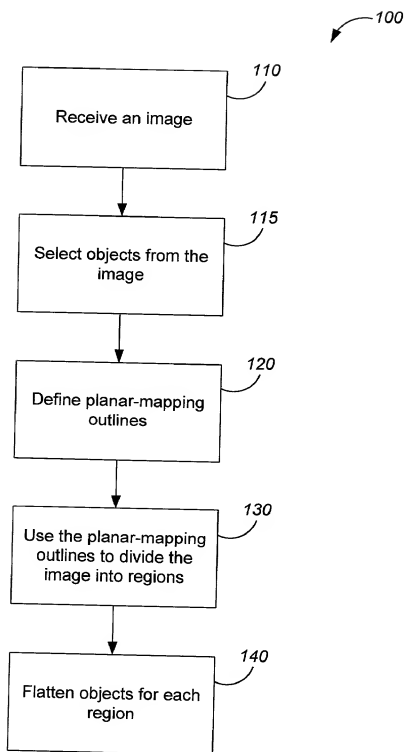 100
110
Receive an image
115
Select objects from the
image
120
Define planar-mapping
outlines
130
Use the planar-mapping
outlines to divide the
image into regions
140
Flatten objects for each
region